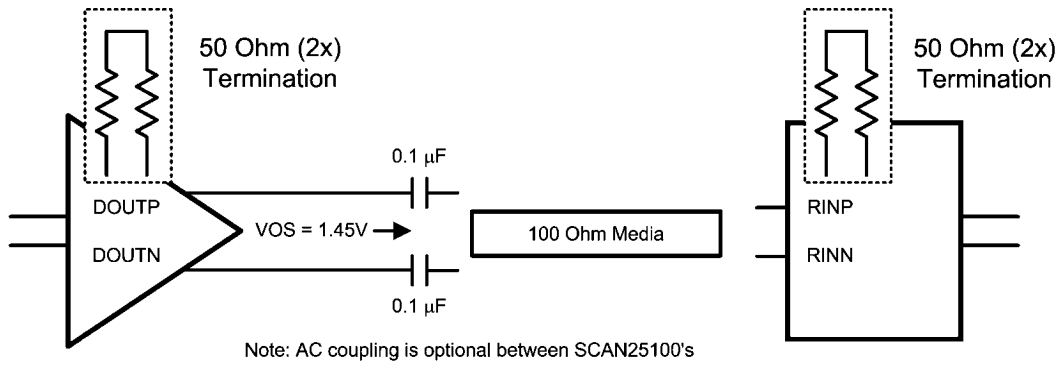 50 Ohm (2x)
Termination
50 Ohm (2x)
Termination
0.1 μF
DOUTP
VOS = 1.45V
DOUTN
100 Ohm Media
RINP
RINN
0.1 μF
Note: AC coupling is optional between SCAN25100's